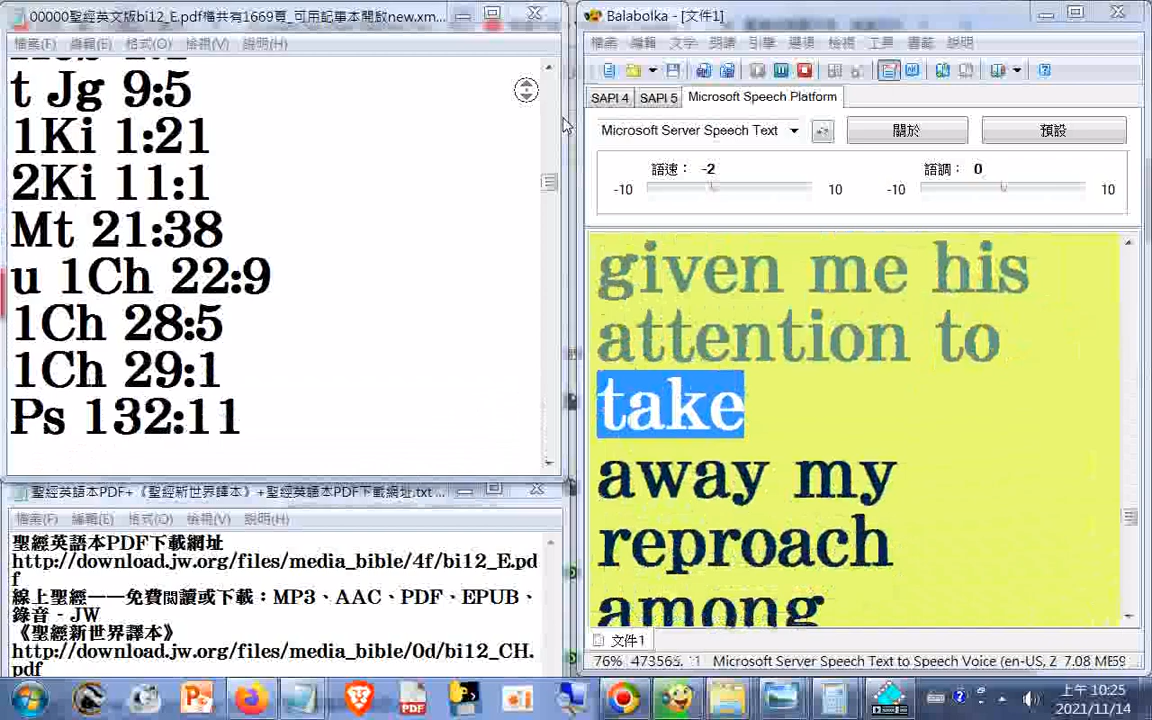 00000聖經英文版bi12_E.pdf檔共有1669頁_可用記事本開啟new.xm...
檔案(F) 編輯(E) 格式(O) 檢視(V) 說明(H)
t Jg 9:5
1Ki 1:21
2Ki 11:1
Mt 21:38
u 1Ch 22:9
1Ch 28:5
1Ch 29:1
Ps 132:11
聖經英語本PDF+《聖經新世界譯本》+聖經英語本PDF下載網址.txt ...
檔案(F) 編輯(E) 格式(O) 檢視(V) 說明(H)
聖經英語本PDF下載網址
http://download.jw.org/files/media_bible/4f/bi12_E.pd
f
線上聖經——免費閱讀或下載：MP3、AAC、PDF、EPUB、
錄音 - JW
《聖經新世界譯本》
http://download.jw.org/files/media_bible/0d/bi12_CH.
pdf
Balabolka - [文件1]
檔案 編輯 文字 朗讀 引擎 選項 檢視 工具 書籤 說明
SAPI 4 SAPI 5 Microsoft Speech Platform
Microsoft Server Speech Text 關於 預設
語速： -2 語調： 0
-10 10 -10 10
given me his
attention to
take
away my
reproach
among
文件1
76% Microsoft Server Speech Text to Speech Voice (en-US, Z 7.08 MB
上午 10:25
2021/11/14